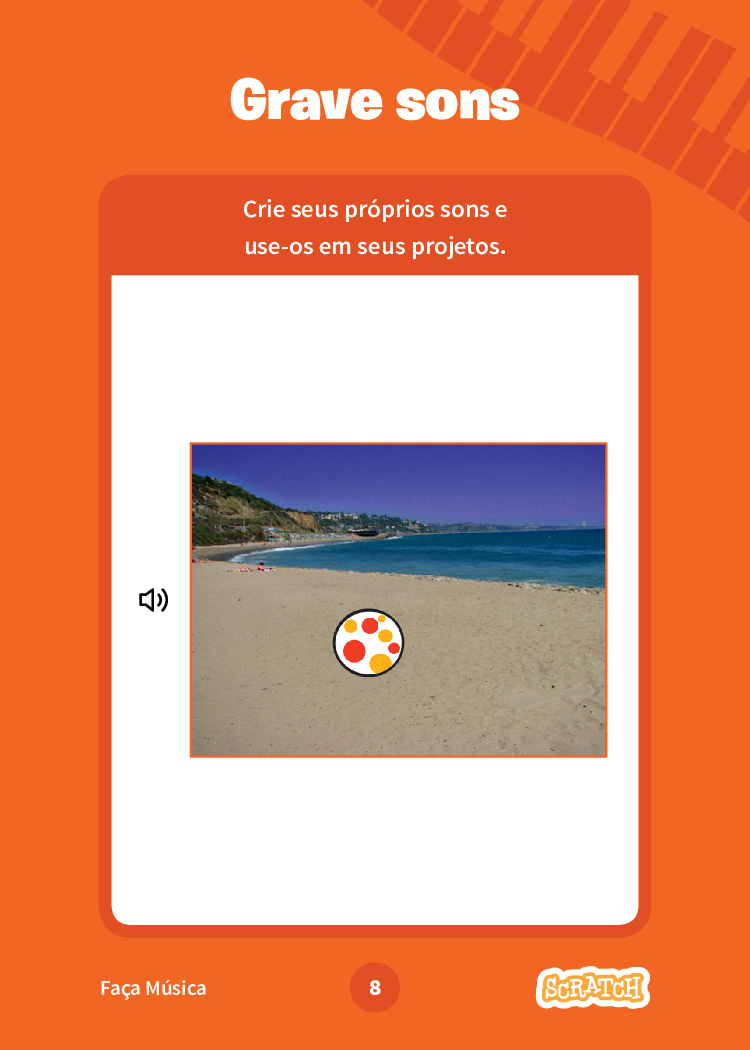 Grave sons
Crie seus próprios sons e
use-os em seus projetos.
Faça Música
8
SCRATCH